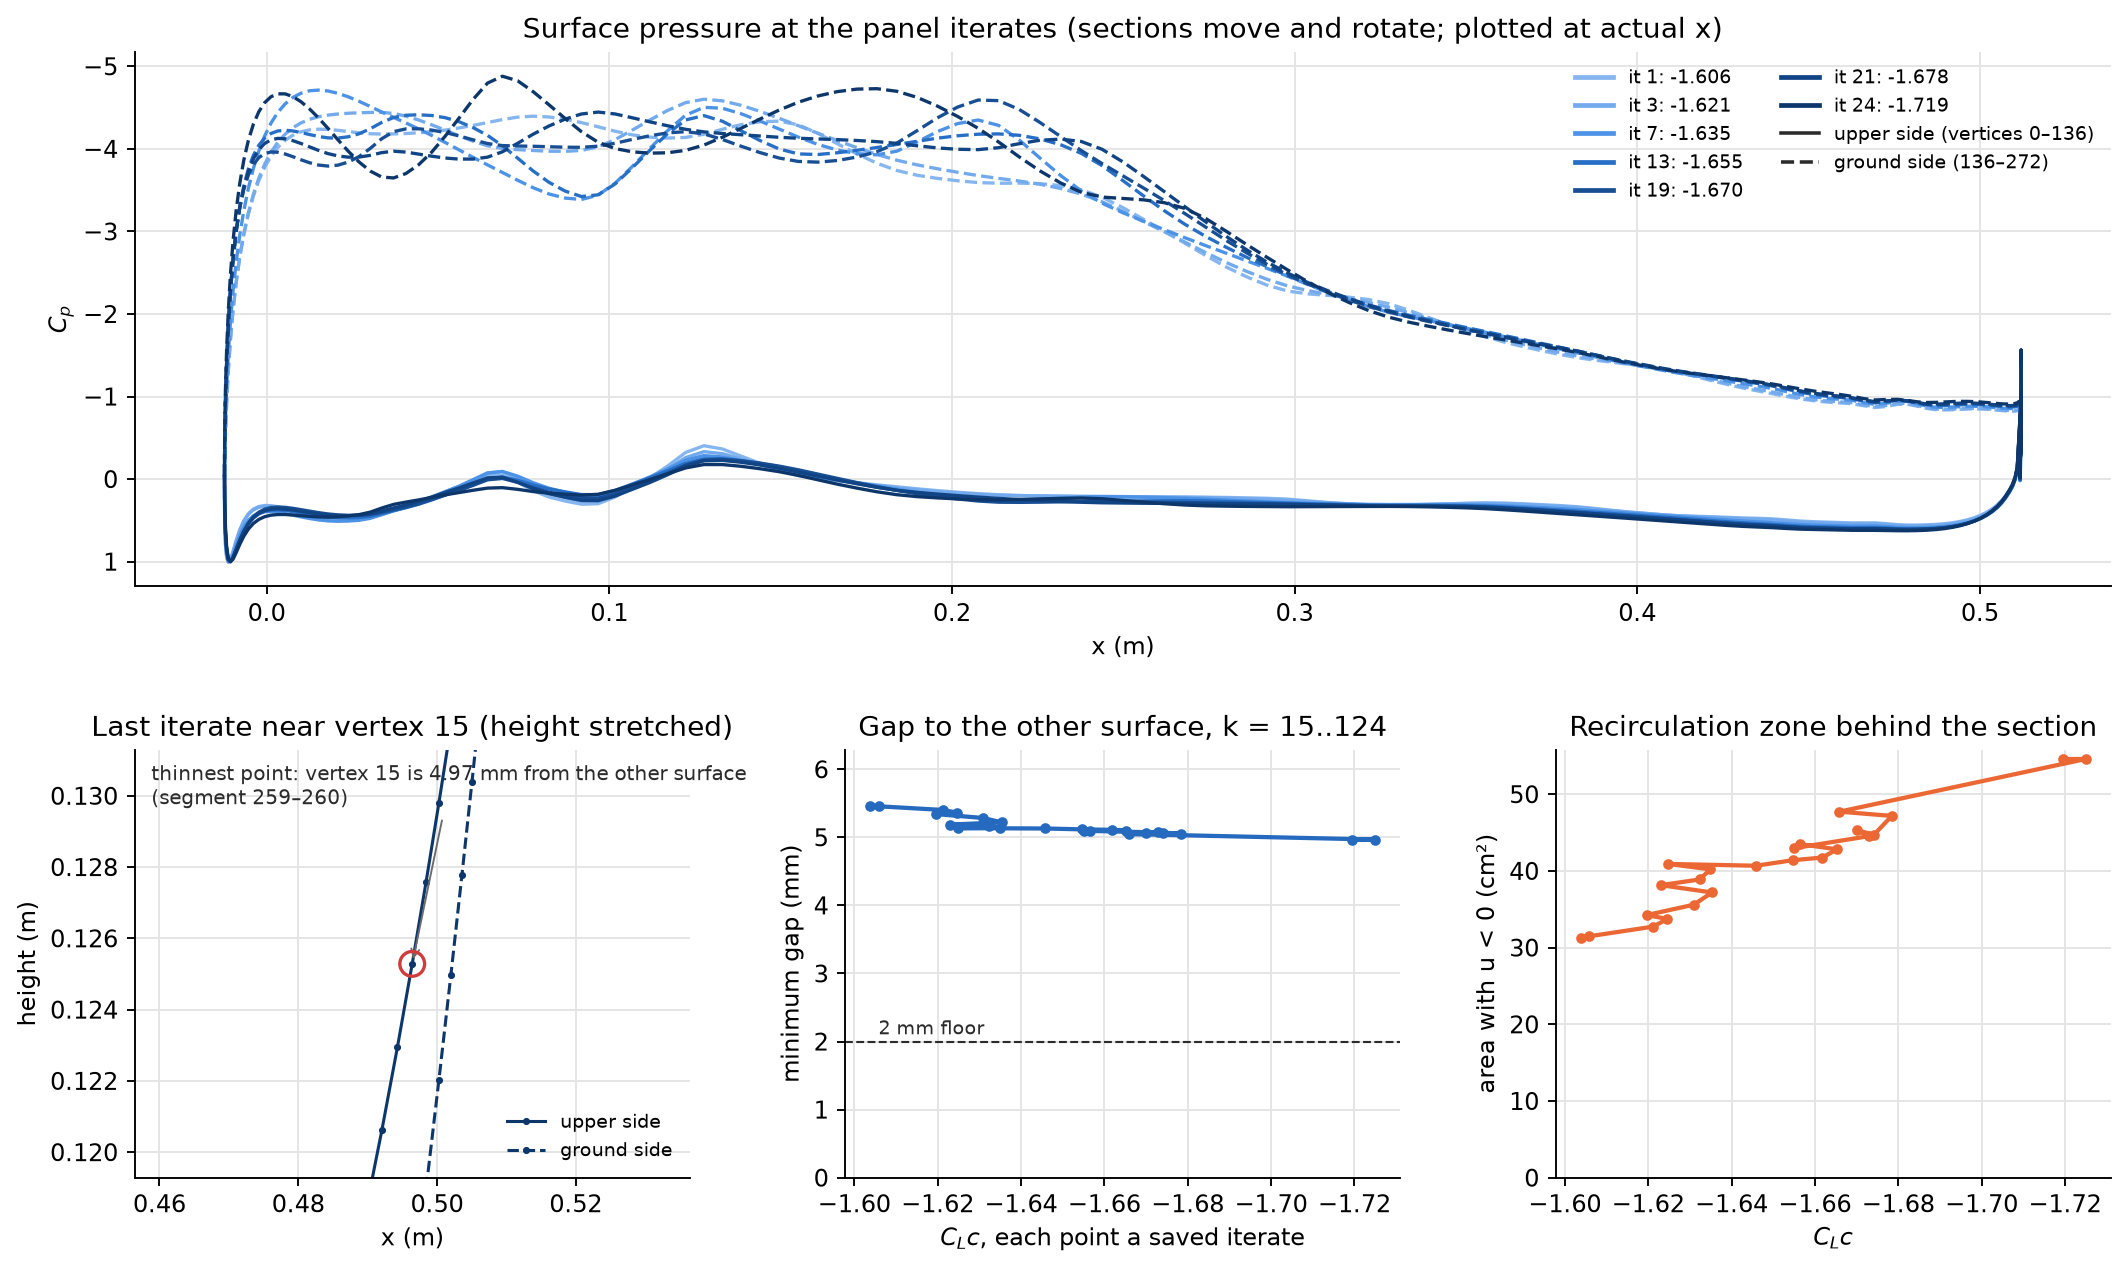 Surface pressure at the panel iterates (sections move and rotate; plotted at actual x)
−5
−4
−3
−2
−1
0
1
C_p
it 1: -1.606
it 3: -1.621
it 7: -1.635
it 13: -1.655
it 19: -1.670
it 21: -1.678
it 24: -1.719
upper side (vertices 0–136)
ground side (136–272)
0.0 0.1 0.2 0.3 0.4 0.5
x (m)
Last iterate near vertex 15 (height stretched)
thinnest point: vertex 15 is 4.97 mm from the other surface
(segment 259–260)
0.130
0.128
0.126
0.124
0.122
0.120
height (m)
upper side
ground side
0.46 0.48 0.50 0.52
x (m)
Gap to the other surface, k = 15..124
6
5
4
3
2
1
0
minimum gap (mm)
2 mm floor
−1.60 −1.62 −1.64 −1.66 −1.68 −1.70 −1.72
C_Lc, each point a saved iterate
Recirculation zone behind the section
50
40
30
20
10
0
area with u < 0 (cm²)
−1.60 −1.62 −1.64 −1.66 −1.68 −1.70 −1.72
C_Lc